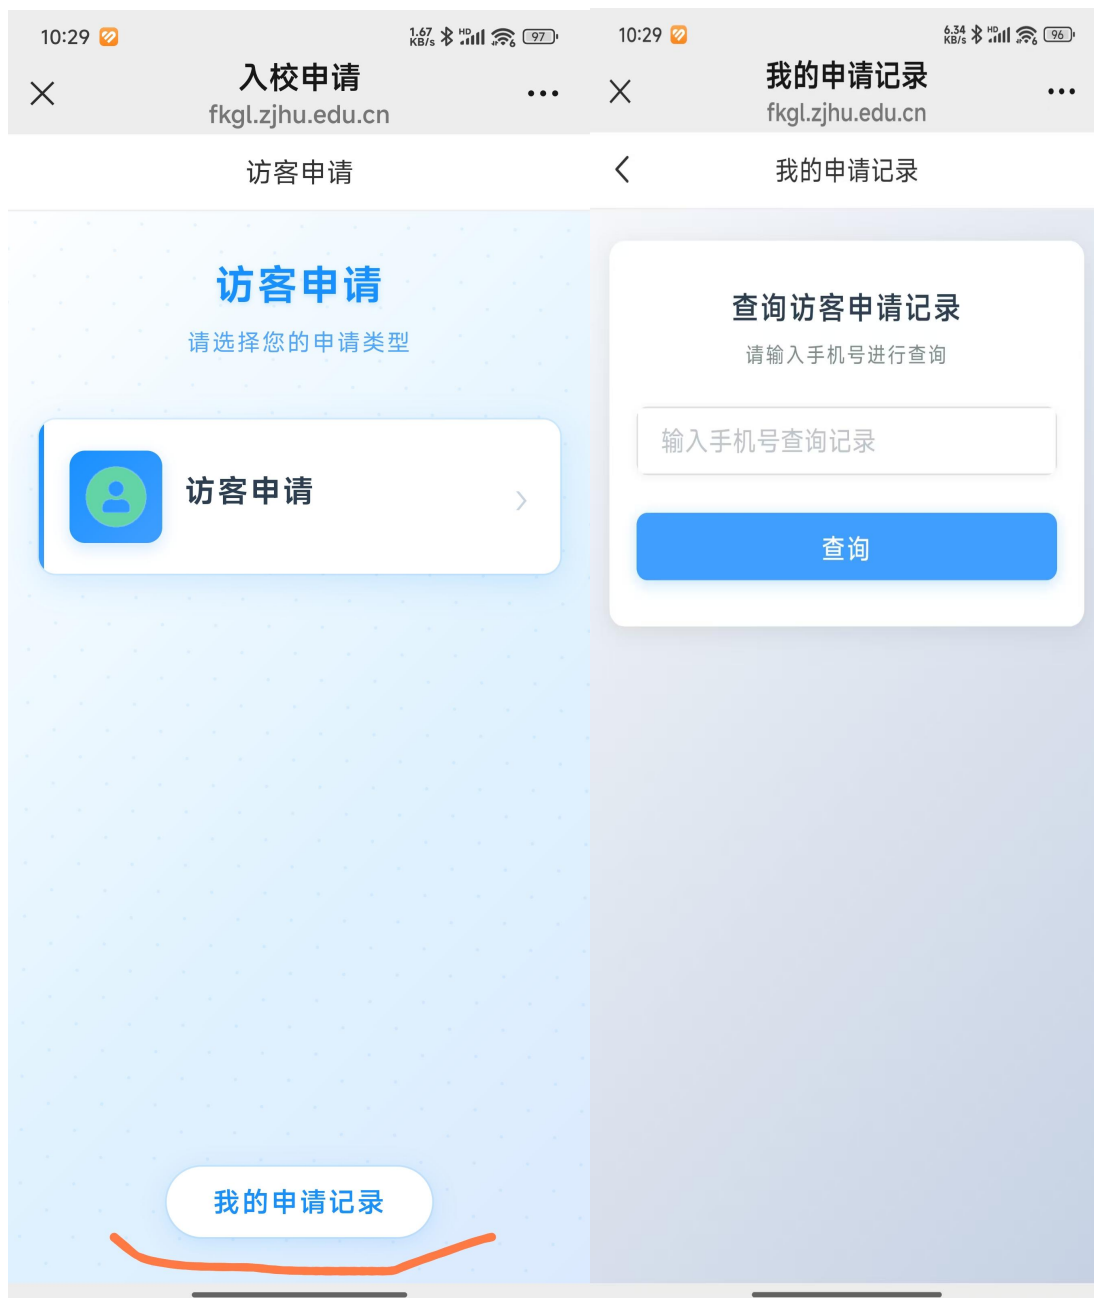 10:29
1.67 KB/s
HD
6
97
入校申请
fkgl.zjhu.edu.cn
访客申请
访客申请
请选择您的申请类型
访客申请
我的申请记录
10:29
6.34 KB/s
HD
6
96
我的申请记录
fkgl.zjhu.edu.cn
我的申请记录
查询访客申请记录
请输入手机号进行查询
输入手机号查询记录
查询